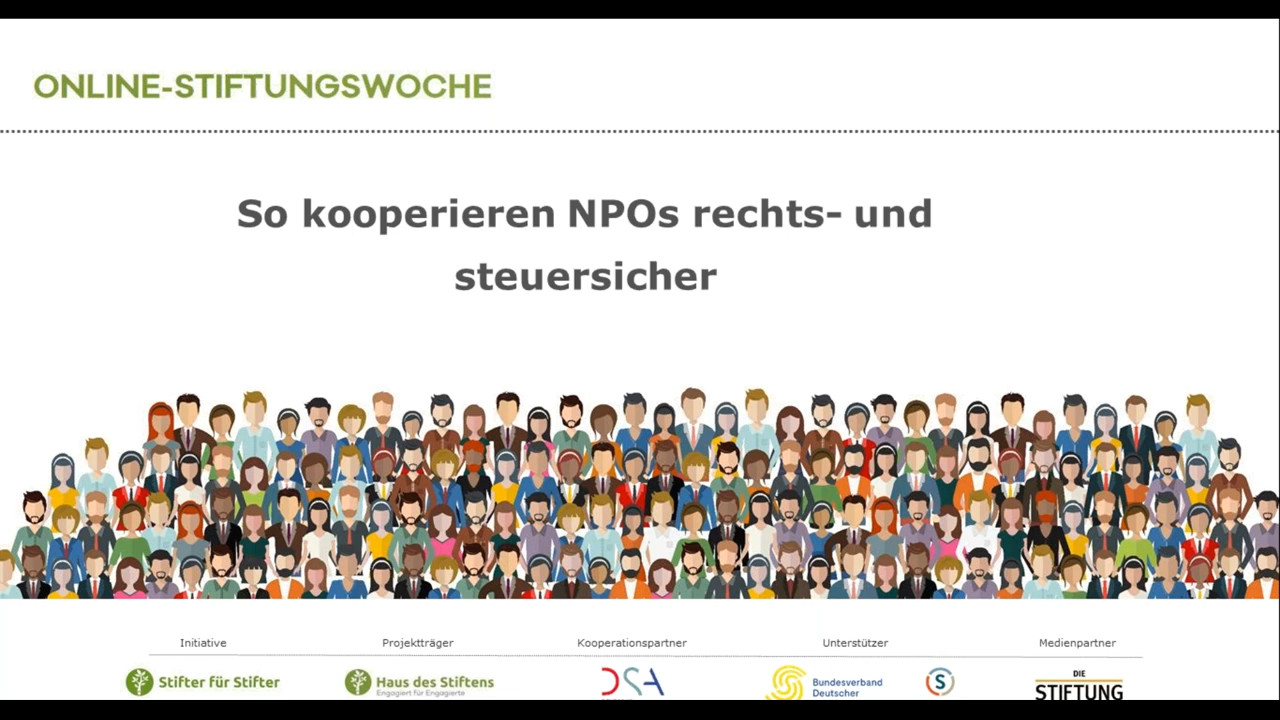 ONLINE-STIFTUNGSWOCHE
So kooperieren NPOs rechts- und
steuersicher
Initiative
Projektträger
Kooperationspartner
Unterstützer
Medienpartner
Stifter für Stifter
Haus des Stiftens
Engagiert für Engagierte
DSA
Bundesverband
Deutscher
S
DIE
STIFTUNG